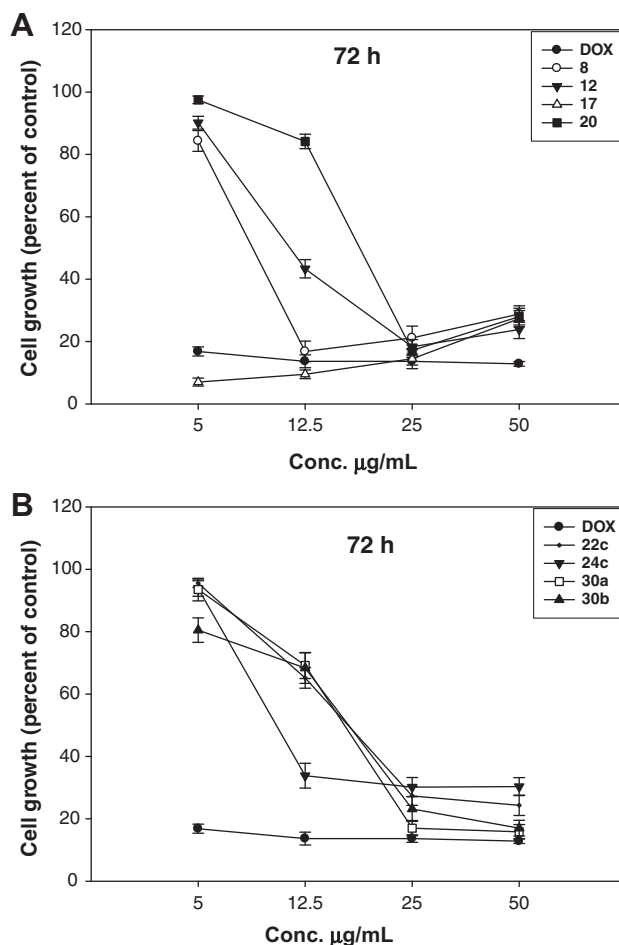 A
72 h
DOX
8
12
17
20
120
100
80
60
40
20
0
Cell growth (percent of control)
5 12.5 25 50
Conc. μg/mL
B
72 h
DOX
22c
24c
30a
30b
120
100
80
60
40
20
0
Cell growth (percent of control)
5 12.5 25 50
Conc. μg/mL